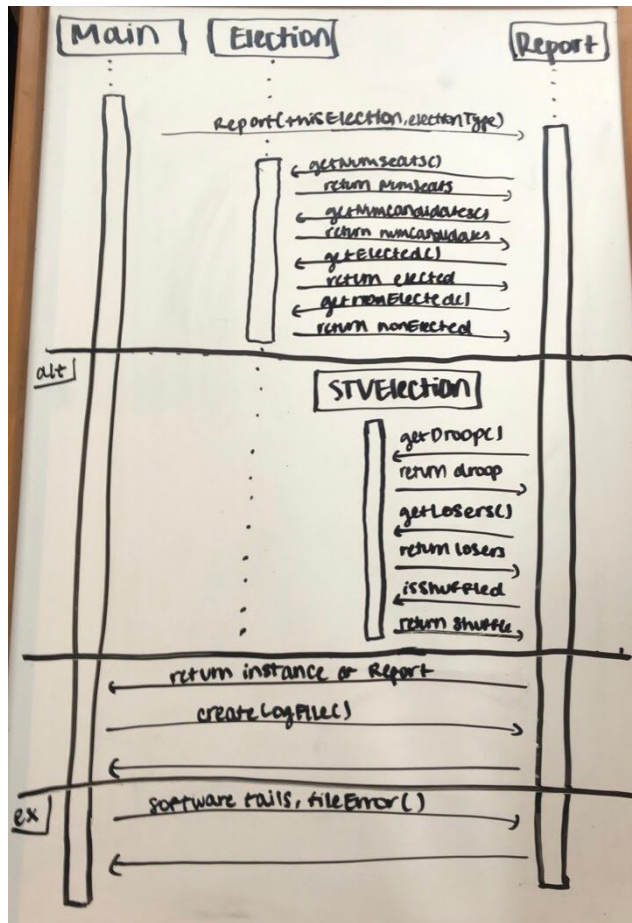 Main
Election
Report
Report(thisElection, electionType)
getNumSeats()
return numSeats
getNumCandidates()
return numCandidates
getElected()
return elected
getNonElected()
return nonElected
alt
STVElection
getDroop()
return droop
getLosers()
return losers
isShuffled
return shuffle
return instance of Report
createLogFile()
ex
software fails, fileError()